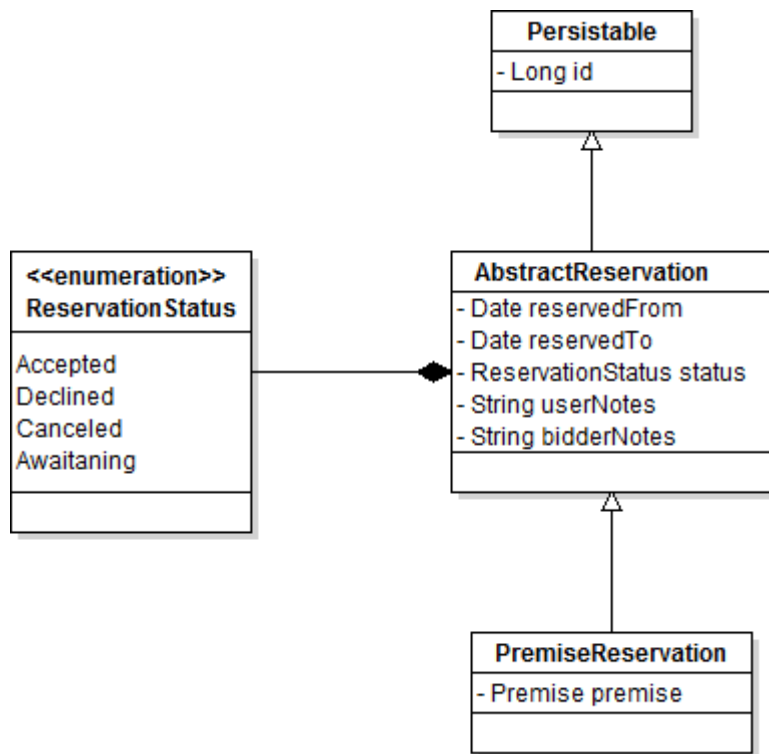 Persistable
- Long id
<<enumeration>>
ReservationStatus
Accepted
Declined
Canceled
Awaitaning
AbstractReservation
- Date reservedFrom
- Date reservedTo
- ReservationStatus status
- String userNotes
- String bidderNotes
PremiseReservation
- Premise premise